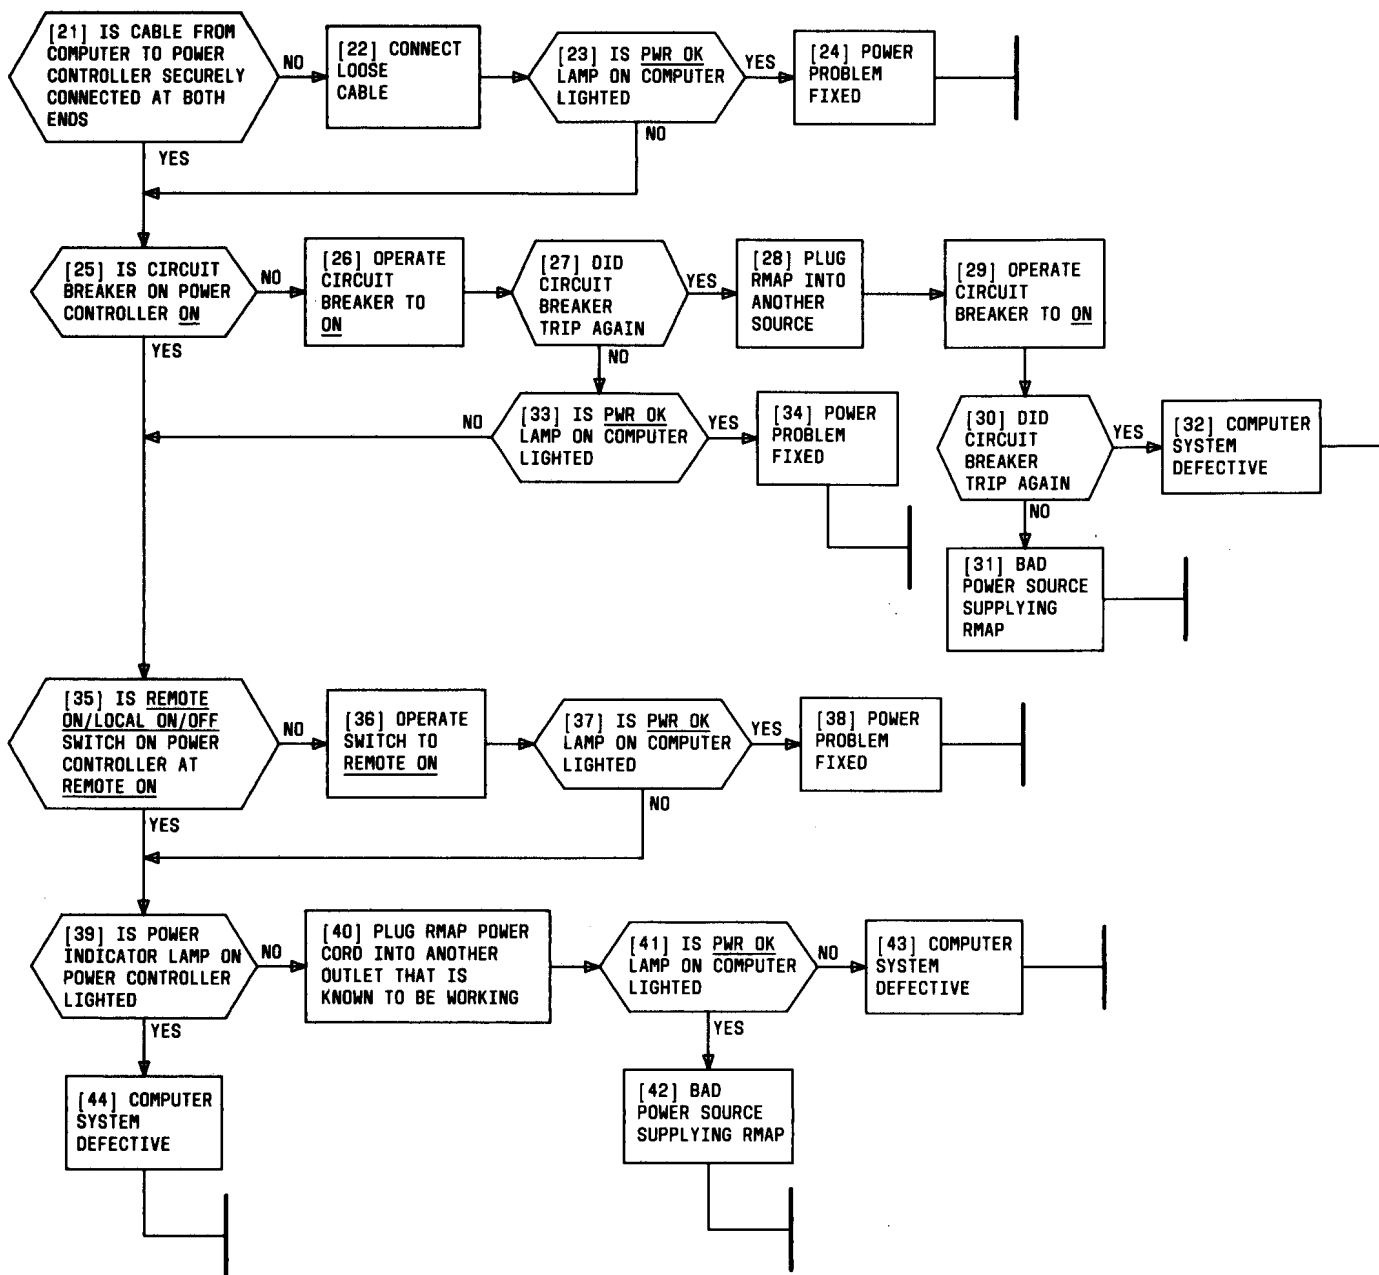 [21] IS CABLE FROM
COMPUTER TO POWER
CONTROLLER SECURELY
CONNECTED AT BOTH
ENDS
NO
[22] CONNECT
LOOSE
CABLE
[23] IS PWR OK
LAMP ON COMPUTER
LIGHTED
YES
[24] POWER
PROBLEM
FIXED
YES
NO
[25] IS CIRCUIT
BREAKER ON POWER
CONTROLLER ON
NO
[26] OPERATE
CIRCUIT
BREAKER TO
ON
[27] DID
CIRCUIT
BREAKER
TRIP AGAIN
YES
[28] PLUG
RMAP INTO
ANOTHER
SOURCE
[29] OPERATE
CIRCUIT
BREAKER TO ON
YES
NO
NO
[33] IS PWR OK
LAMP ON COMPUTER
LIGHTED
YES
[34] POWER
PROBLEM
FIXED
[30] DID
CIRCUIT
BREAKER
TRIP AGAIN
YES
[32] COMPUTER
SYSTEM
DEFECTIVE
NO
[31] BAD
POWER SOURCE
SUPPLYING
RMAP
[35] IS REMOTE
ON/LOCAL ON/OFF
SWITCH ON POWER
CONTROLLER AT
REMOTE ON
NO
[36] OPERATE
SWITCH TO
REMOTE ON
[37] IS PWR OK
LAMP ON COMPUTER
LIGHTED
YES
[38] POWER
PROBLEM
FIXED
YES
NO
[39] IS POWER
INDICATOR LAMP ON
POWER CONTROLLER
LIGHTED
NO
[40] PLUG RMAP POWER
CORD INTO ANOTHER
OUTLET THAT IS
KNOWN TO BE WORKING
[41] IS PWR OK
LAMP ON COMPUTER
LIGHTED
NO
[43] COMPUTER
SYSTEM
DEFECTIVE
YES
YES
[44] COMPUTER
SYSTEM
DEFECTIVE
[42] BAD
POWER SOURCE
SUPPLYING RMAP